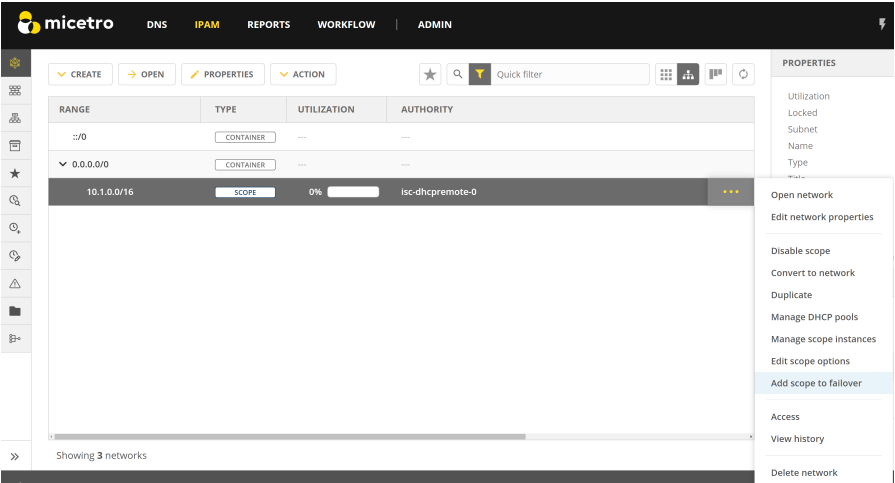 micetro DNS IPAM REPORTS WORKFLOW | ADMIN
CREATE OPEN PROPERTIES ACTION Quick filter
PROPERTIES
RANGE TYPE UTILIZATION AUTHORITY
::/0 CONTAINER --- ---
0.0.0.0/0 CONTAINER --- ---
10.1.0.0/16 SCOPE 0% isc-dhcpremote-0
Utilization
Locked
Subnet
Name
Type
Title
Open network
Edit network properties
Disable scope
Convert to network
Duplicate
Manage DHCP pools
Manage scope instances
Edit scope options
Add scope to failover
Access
View history
Delete network
Showing 3 networks